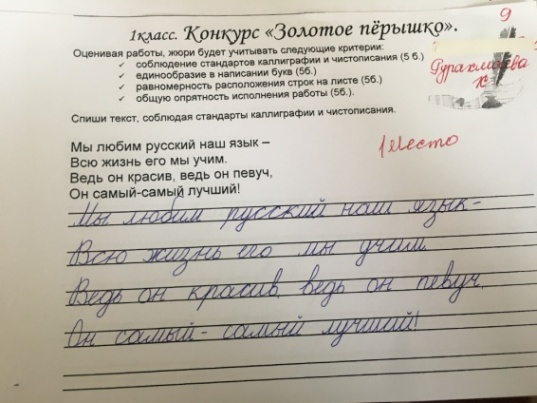 9
1класс. Конкурс «Золотое пёрышко».
Оценивая работы, жюри будет учитывать следующие критерии:
соблюдение стандартов каллиграфии и чистописания (5 б.)
единообразие в написании букв (5б.)
равномерность расположения строк на листе (5б.)
общую опрятность исполнения работы (5б).
Спиши текст, соблюдая стандарты каллиграфии и чистописания.
1 место
Мы любим русский наш язык –
Всю жизнь его мы учим.
Ведь он красив, ведь он певуч,
Он самый-самый лучший!
Мы любим русский наш язык-
Всю жизнь его мы учим.
Ведь он красив, ведь он певуч,
Он самый- самый лучший!